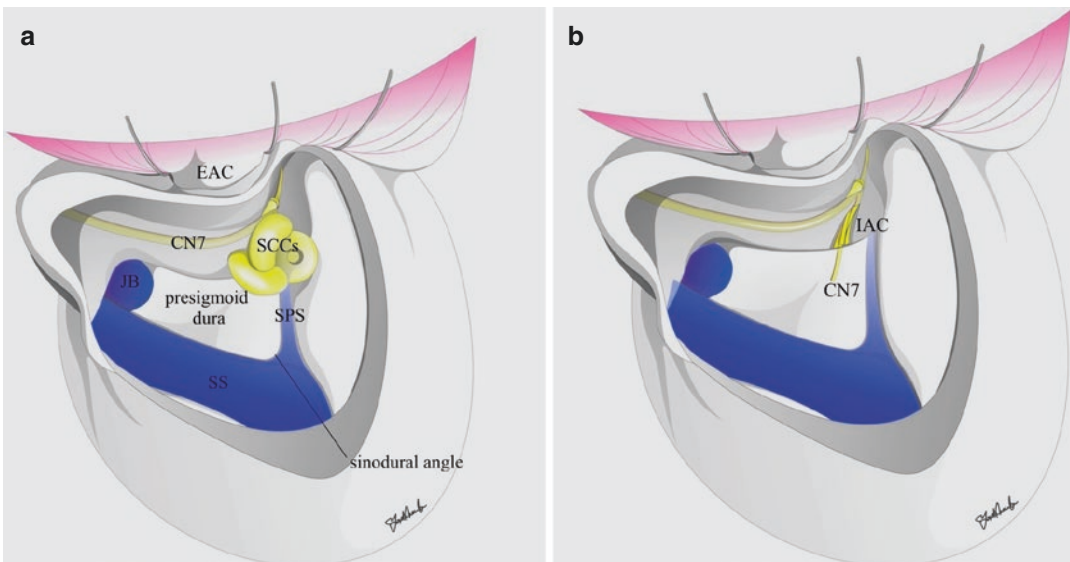 a
EAC
CN7
SCCs
JB
presigmoid
dura
SPS
SS
sinodural angle
b
IAC
CN7